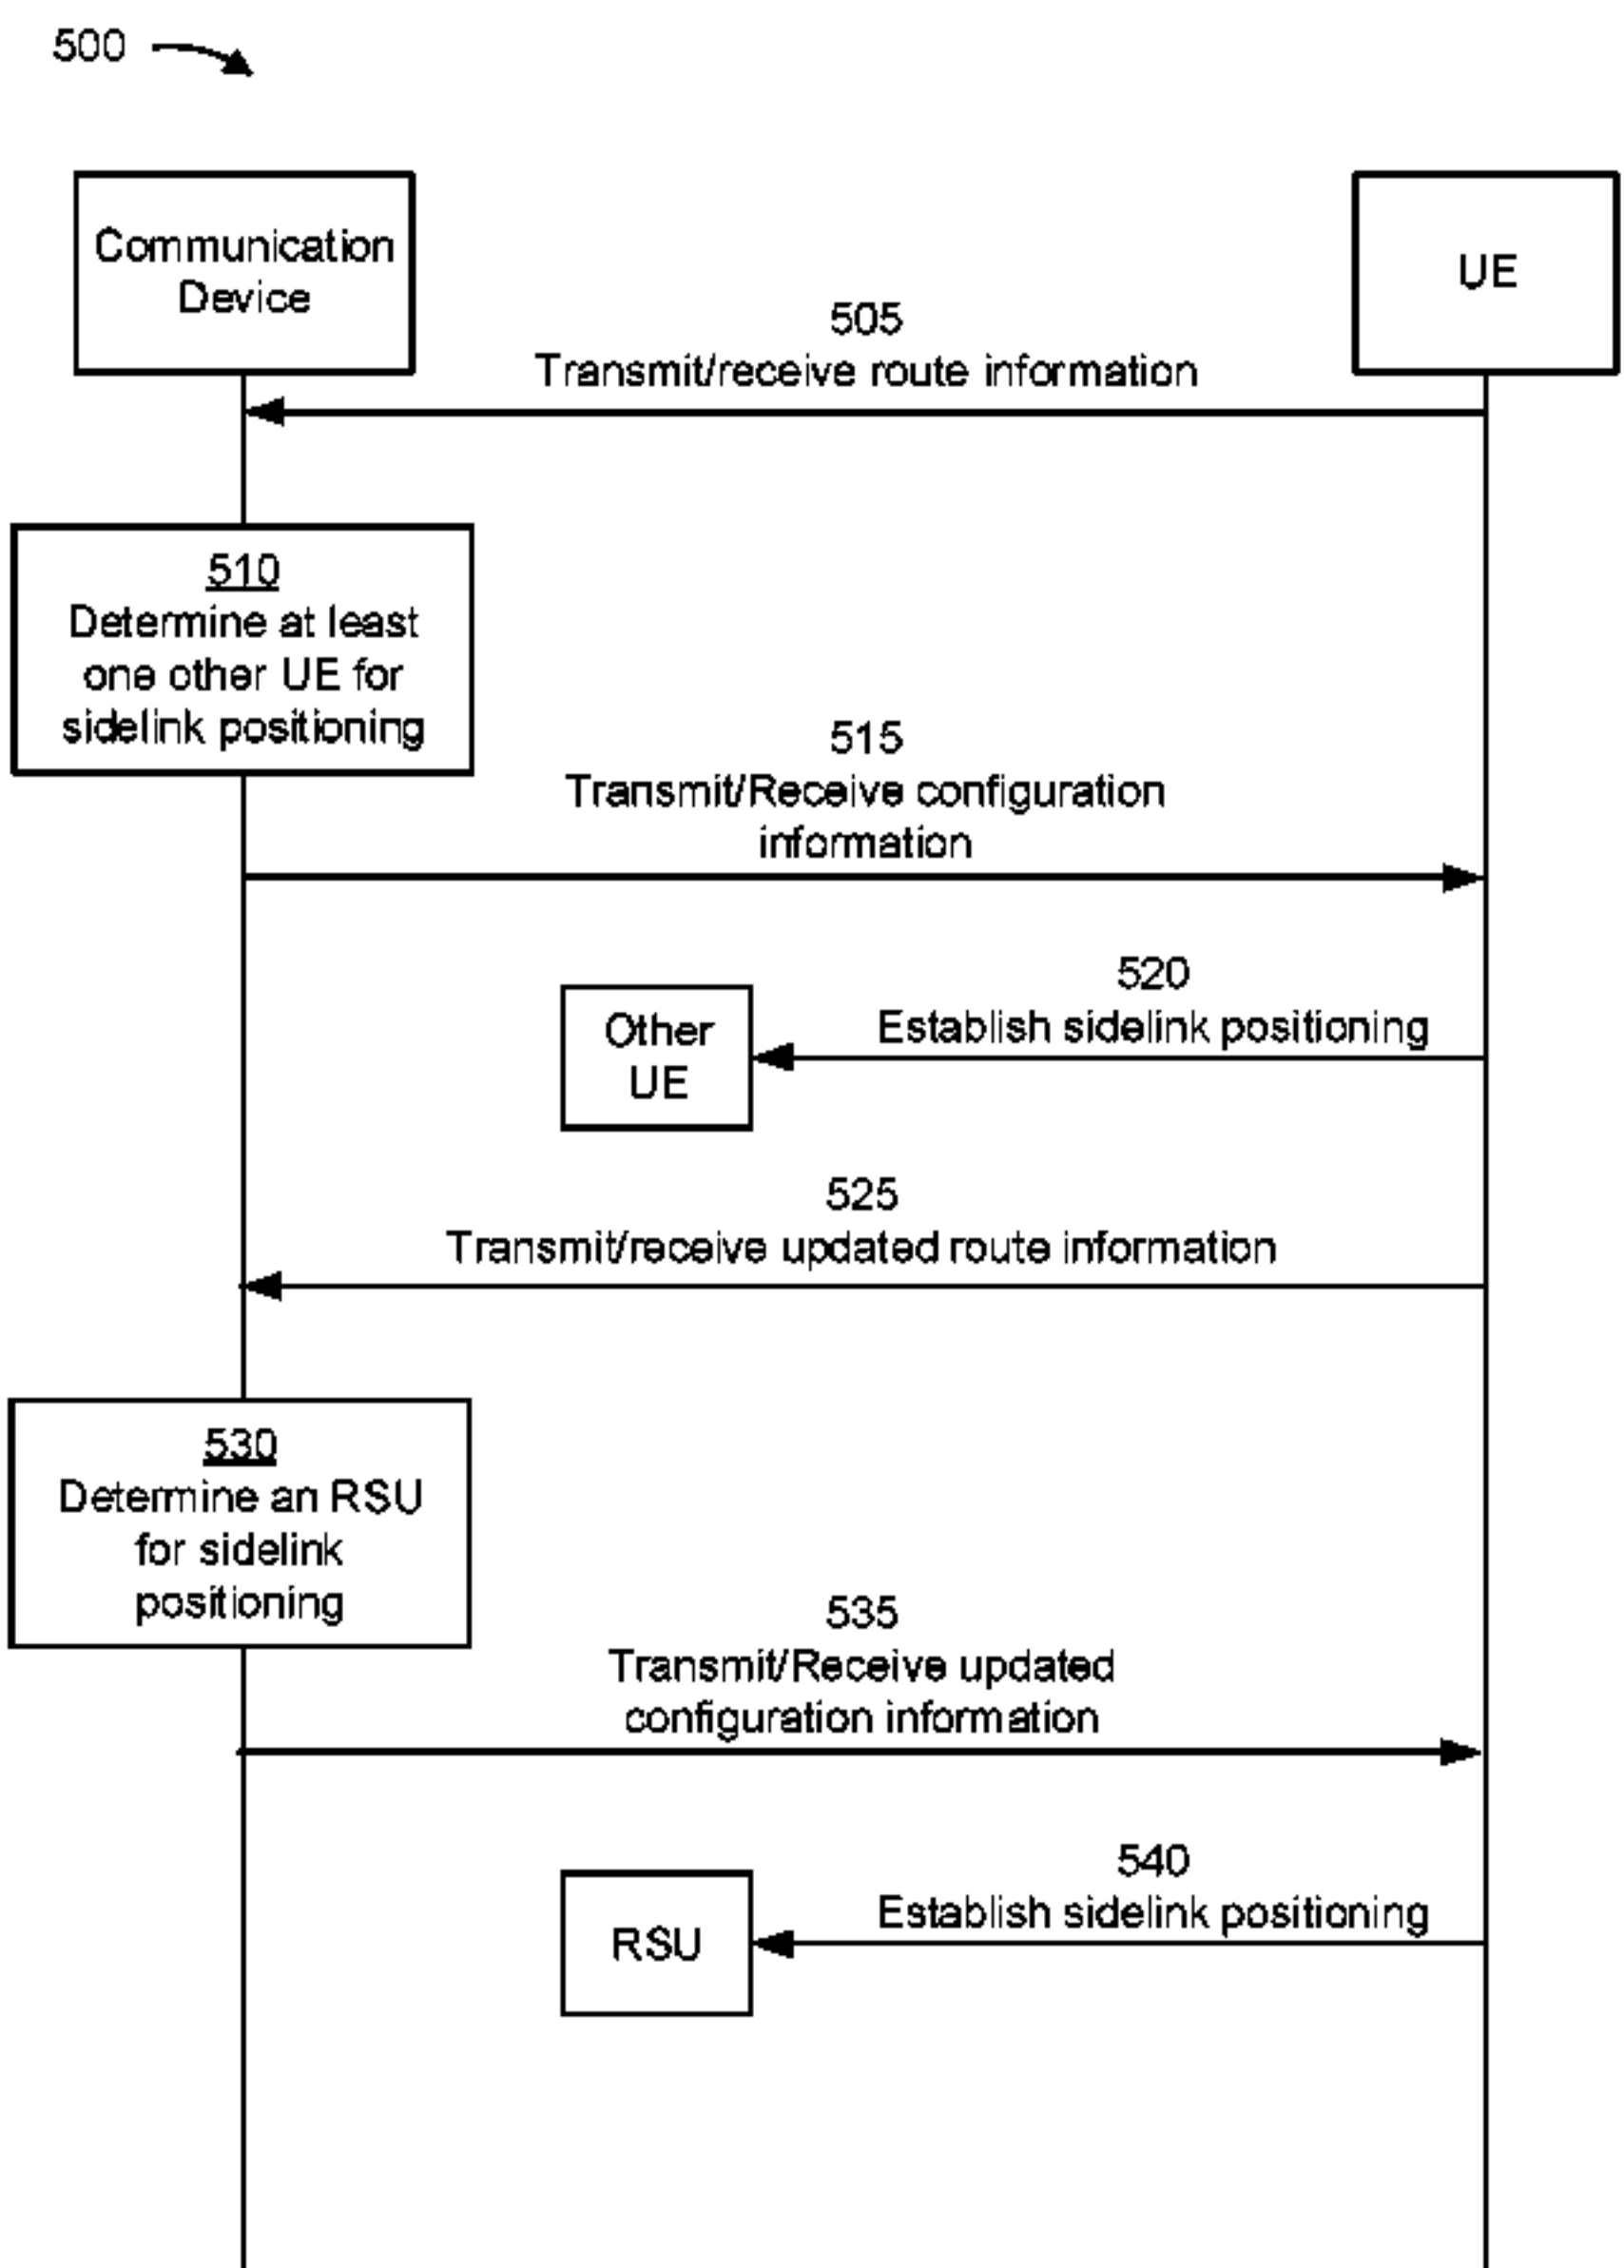 500
Communication
Device
UE
505
Transmit/receive route information
510
Determine at least
one other UE for
sidelink positioning
515
Transmit/Receive configuration
information
520
Establish sidelink positioning
Other
UE
525
Transmit/receive updated route information
530
Determine an RSU
for sidelink
positioning
535
Transmit/Receive updated
configuration information
540
Establish sidelink positioning
RSU